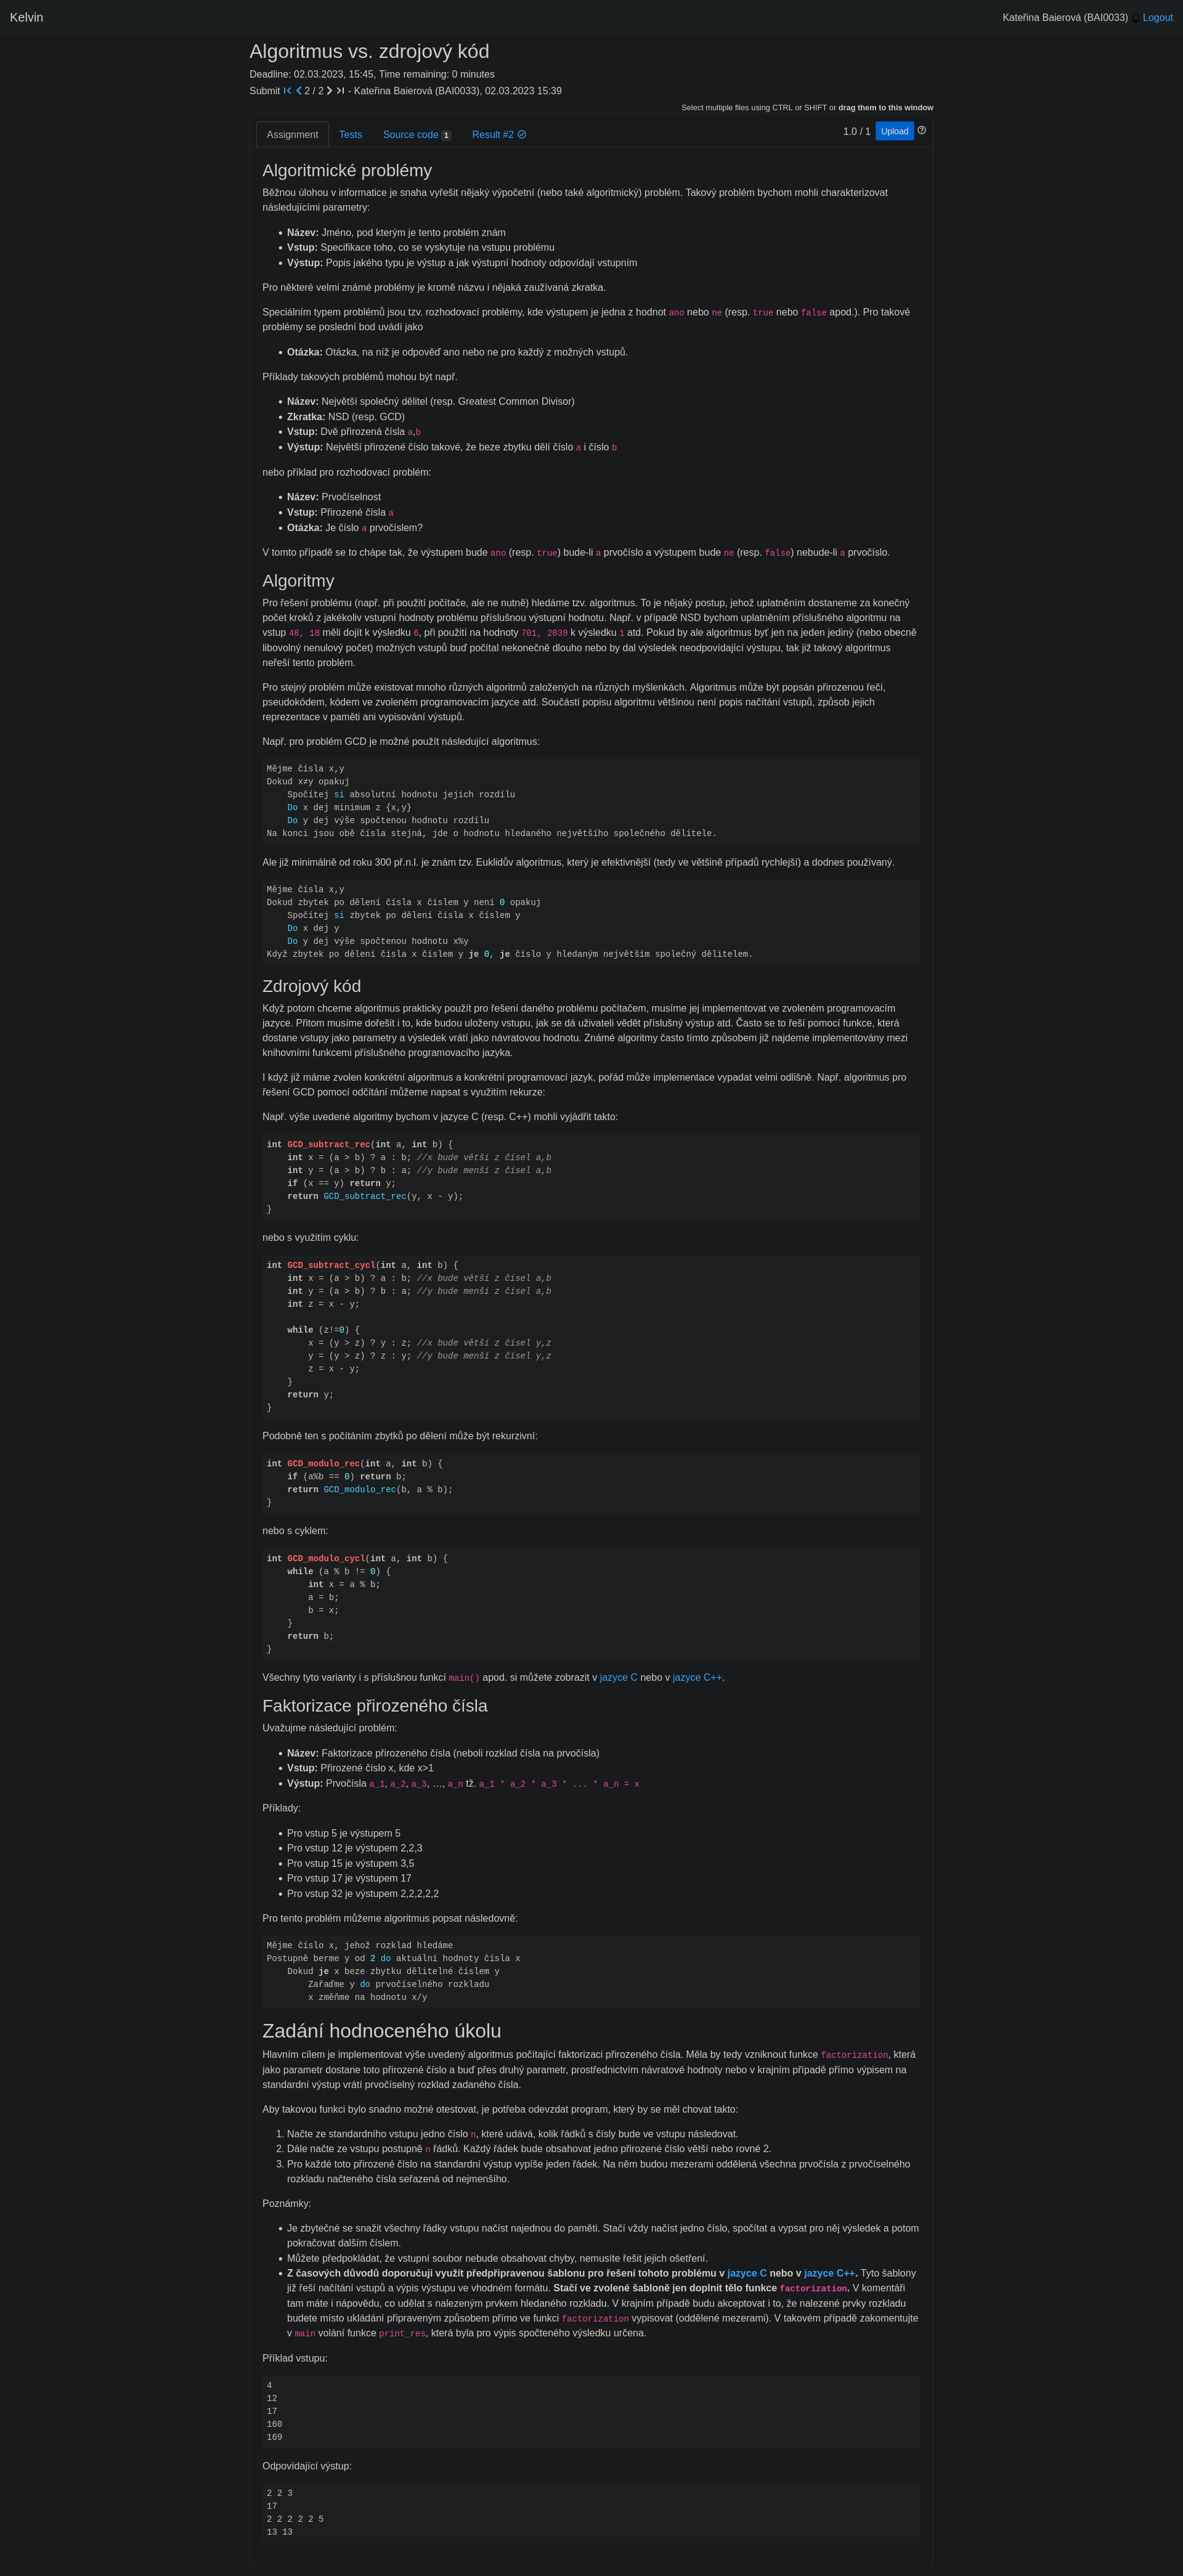 Kelvin
Kateřina Baierová (BAI0033) Logout
Algoritmus vs. zdrojový kód
Deadline: 02.03.2023, 15:45, Time remaining: 0 minutes
Submit 2 / 2 - Kateřina Baierová (BAI0033), 02.03.2023 15:39
Select multiple files using CTRL or SHIFT or drag them to this window
Assignment Tests Source code 1 Result #2 1.0 / 1 Upload
Algoritmické problémy
Běžnou úlohou v informatice je snaha vyřešit nějaký výpočetní (nebo také algoritmický) problém. Takový problém bychom mohli charakterizovat
následujícími parametry:
• Název: Jméno, pod kterým je tento problém znám
• Vstup: Specifikace toho, co se vyskytuje na vstupu problému
• Výstup: Popis jakého typu je výstup a jak výstupní hodnoty odpovídají vstupním
Pro některé velmi známé problémy je kromě názvu i nějaká zaužívaná zkratka.
Speciálním typem problémů jsou tzv. rozhodovací problémy, kde výstupem je jedna z hodnot ano nebo ne (resp. true nebo false apod.). Pro takové
problémy se poslední bod uvádí jako
• Otázka: Otázka, na níž je odpověď ano nebo ne pro každý z možných vstupů.
Příklady takových problémů mohou být např.
• Název: Největší společný dělitel (resp. Greatest Common Divisor)
• Zkratka: NSD (resp. GCD)
• Vstup: Dvě přirozená čísla a,b
• Výstup: Největší přirozené číslo takové, že beze zbytku dělí číslo a i číslo b
nebo příklad pro rozhodovací problém:
• Název: Prvočíselnost
• Vstup: Přirozené čísla a
• Otázka: Je číslo a prvočíslem?
V tomto případě se to chápe tak, že výstupem bude ano (resp. true) bude-li a prvočíslo a výstupem bude ne (resp. false) nebude-li a prvočíslo.
Algoritmy
Pro řešení problému (např. při použití počítače, ale ne nutně) hledáme tzv. algoritmus. To je nějaký postup, jehož uplatněním dostaneme za konečný
počet kroků z jakékoliv vstupní hodnoty problému příslušnou výstupní hodnotu. Např. v případě NSD bychom uplatněním příslušného algoritmu na
vstup 48, 18 měli dojít k výsledku 6, při použití na hodnoty 701, 2039 k výsledku 1 atd. Pokud by ale algoritmus byť jen na jeden jediný (nebo obecně
libovolný nenulový počet) možných vstupů buď počítal nekonečně dlouho nebo by dal výsledek neodpovídající výstupu, tak již takový algoritmus
neřeší tento problém.
Pro stejný problém může existovat mnoho různých algoritmů založených na různých myšlenkách. Algoritmus může být popsán přirozenou řečí,
pseudokódem, kódem ve zvoleném programovacím jazyce atd. Součástí popisu algoritmu většinou není popis načítání vstupů, způsob jejich
reprezentace v paměti ani vypisování výstupů.
Např. pro problém GCD je možné použít následující algoritmus:
Mějme čísla x,y
Dokud x≠y opakuj
    Spočítej si absolutní hodnotu jejich rozdílu
    Do x dej minimum z {x,y}
    Do y dej výše spočtenou hodnotu rozdílu
Na konci jsou obě čísla stejná, jde o hodnotu hledaného největšího společného dělitele.
Ale již minimálně od roku 300 př.n.l. je znám tzv. Euklidův algoritmus, který je efektivnější (tedy ve většině případů rychlejší) a dodnes používaný.
Mějme čísla x,y
Dokud zbytek po dělení čísla x číslem y není 0 opakuj
    Spočítej si zbytek po dělení čísla x číslem y
    Do x dej y
    Do y dej výše spočtenou hodnotu x%y
Když zbytek po dělení čísla x číslem y je 0, je číslo y hledaným největším společný dělitelem.
Zdrojový kód
Když potom chceme algoritmus prakticky použít pro řešení daného problému počítačem, musíme jej implementovat ve zvoleném programovacím
jazyce. Přitom musíme dořešit i to, kde budou uloženy vstupu, jak se dá uživateli vědět příslušný výstup atd. Často se to řeší pomocí funkce, která
dostane vstupy jako parametry a výsledek vrátí jako návratovou hodnotu. Známé algoritmy často tímto způsobem již najdeme implementovány mezi
knihovními funkcemi příslušného programovacího jazyka.
I když již máme zvolen konkrétní algoritmus a konkrétní programovací jazyk, pořád může implementace vypadat velmi odlišně. Např. algoritmus pro
řešení GCD pomocí odčítání můžeme napsat s využitím rekurze:
Např. výše uvedené algoritmy bychom v jazyce C (resp. C++) mohli vyjádřit takto:
int GCD_subtract_rec(int a, int b) {
    int x = (a > b) ? a : b; //x bude větší z čísel a,b
    int y = (a > b) ? b : a; //y bude menší z čísel a,b
    if (x == y) return y;
    return GCD_subtract_rec(y, x - y);
}
nebo s využitím cyklu:
int GCD_subtract_cycl(int a, int b) {
    int x = (a > b) ? a : b; //x bude větší z čísel a,b
    int y = (a > b) ? b : a; //y bude menší z čísel a,b
    int z = x - y;
    while (z!=0) {
        x = (y > z) ? y : z; //x bude větší z čísel y,z
        y = (y > z) ? z : y; //y bude menší z čísel y,z
        z = x - y;
    }
    return y;
}
Podobně ten s počítáním zbytků po dělení může být rekurzivní:
int GCD_modulo_rec(int a, int b) {
    if (a%b == 0) return b;
    return GCD_modulo_rec(b, a % b);
}
nebo s cyklem:
int GCD_modulo_cycl(int a, int b) {
    while (a % b != 0) {
        int x = a % b;
        a = b;
        b = x;
    }
    return b;
}
Všechny tyto varianty i s příslušnou funkcí main() apod. si můžete zobrazit v jazyce C nebo v jazyce C++.
Faktorizace přirozeného čísla
Uvažujme následující problém:
• Název: Faktorizace přirozeného čísla (neboli rozklad čísla na prvočísla)
• Vstup: Přirozené číslo x, kde x>1
• Výstup: Prvočísla a_1, a_2, a_3, …, a_n tž. a_1 * a_2 * a_3 * ... * a_n = x
Příklady:
• Pro vstup 5 je výstupem 5
• Pro vstup 12 je výstupem 2,2,3
• Pro vstup 15 je výstupem 3,5
• Pro vstup 17 je výstupem 17
• Pro vstup 32 je výstupem 2,2,2,2,2
Pro tento problém můžeme algoritmus popsat následovně:
Mějme číslo x, jehož rozklad hledáme
Postupně berme y od 2 do aktuální hodnoty čísla x
    Dokud je x beze zbytku dělitelné číslem y
        Zařaďme y do prvočíselného rozkladu
        x změňme na hodnotu x/y
Zadání hodnoceného úkolu
Hlavním cílem je implementovat výše uvedený algoritmus počítající faktorizaci přirozeného čísla. Měla by tedy vzniknout funkce factorization, která
jako parametr dostane toto přirozené číslo a buď přes druhý parametr, prostřednictvím návratové hodnoty nebo v krajním případě přímo výpisem na
standardní výstup vrátí prvočíselný rozklad zadaného čísla.
Aby takovou funkci bylo snadno možné otestovat, je potřeba odevzdat program, který by se měl chovat takto:
1. Načte ze standardního vstupu jedno číslo n, které udává, kolik řádků s čísly bude ve vstupu následovat.
2. Dále načte ze vstupu postupně n řádků. Každý řádek bude obsahovat jedno přirozené číslo větší nebo rovné 2.
3. Pro každé toto přirozené číslo na standardní výstup vypíše jeden řádek. Na něm budou mezerami oddělená všechna prvočísla z prvočíselného
rozkladu načteného čísla seřazená od nejmenšího.
Poznámky:
• Je zbytečné se snažit všechny řádky vstupu načíst najednou do paměti. Stačí vždy načíst jedno číslo, spočítat a vypsat pro něj výsledek a potom
pokračovat dalším číslem.
• Můžete předpokládat, že vstupní soubor nebude obsahovat chyby, nemusíte řešit jejich ošetření.
• Z časových důvodů doporučuji využít předpřipravenou šablonu pro řešení tohoto problému v jazyce C nebo v jazyce C++. Tyto šablony
již řeší načítání vstupů a výpis výstupu ve vhodném formátu. Stačí ve zvolené šabloně jen doplnit tělo funkce factorization. V komentáři
tam máte i nápovědu, co udělat s nalezeným prvkem hledaného rozkladu. V krajním případě budu akceptovat i to, že nalezené prvky rozkladu
budete místo ukládání připraveným způsobem přímo ve funkci factorization vypisovat (oddělené mezerami). V takovém případě zakomentujte
v main volání funkce print_res, která byla pro výpis spočteného výsledku určena.
Příklad vstupu:
4
12
17
160
169
Odpovídající výstup:
2 2 3
17
2 2 2 2 2 5
13 13